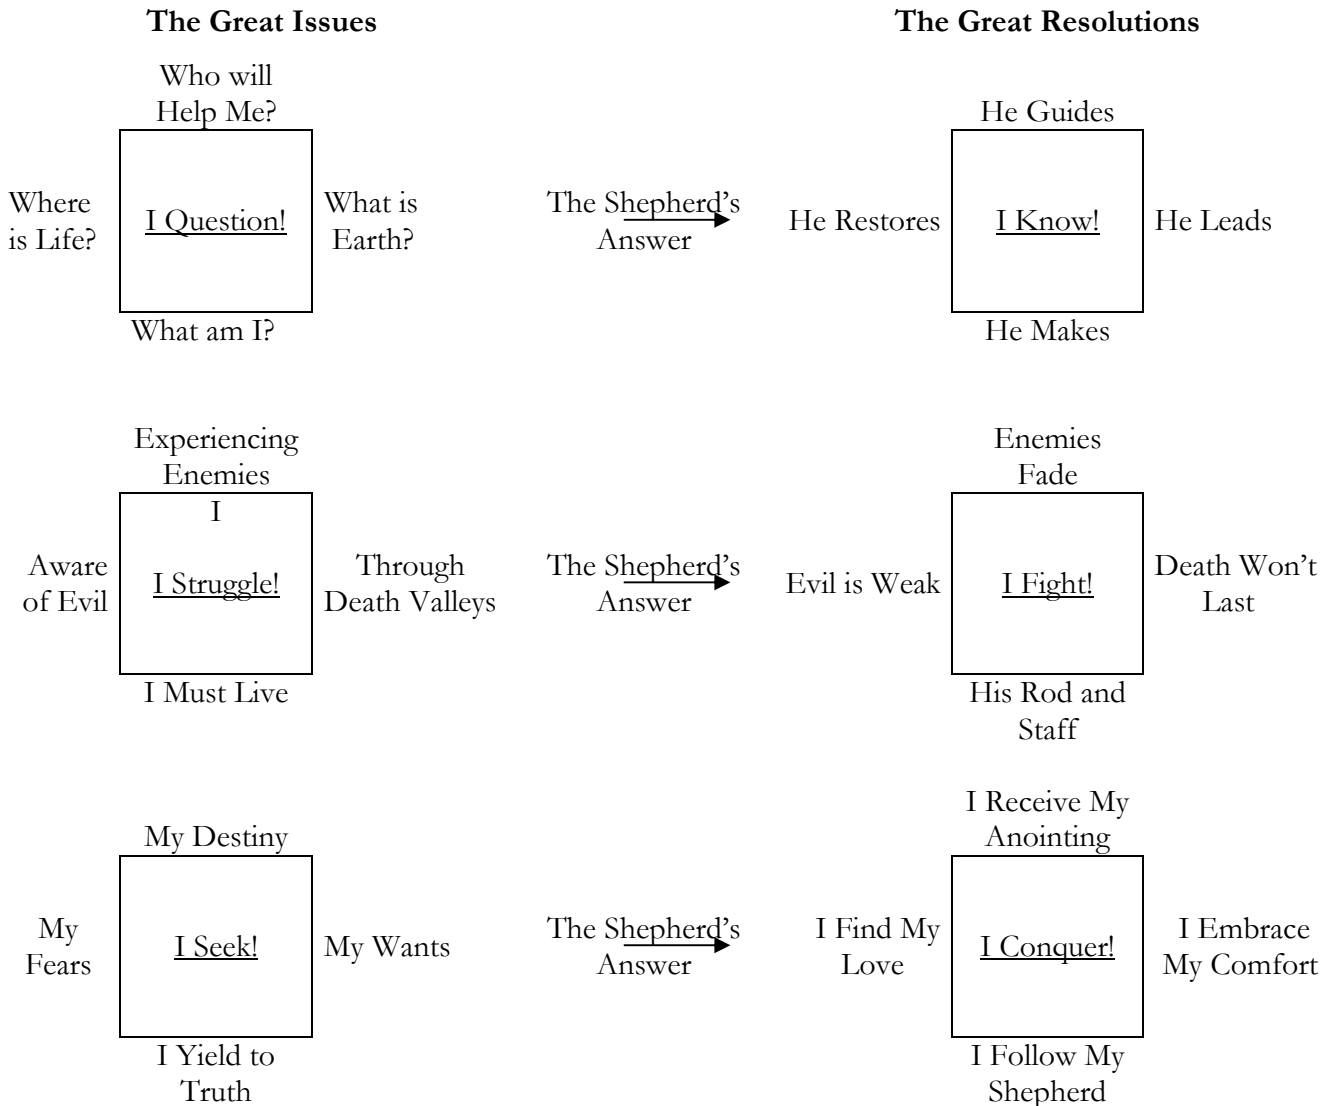 The Great Issues
The Great Resolutions
Who will
Help Me?
Where
is Life?
I Question!
What is
Earth?
What am I?
The Shepherd's
Answer
He Guides
He Restores
I Know!
He Leads
He Makes
Experiencing
Enemies
I
Aware
of Evil
I Struggle!
Through
Death Valleys
I Must Live
The Shepherd's
Answer
Enemies
Fade
Evil is Weak
I Fight!
Death Won't
Last
His Rod and
Staff
My Destiny
My
Fears
I Seek!
My Wants
I Yield to
Truth
The Shepherd's
Answer
I Receive My
Anointing
I Find My
Love
I Conquer!
I Embrace
My Comfort
I Follow My
Shepherd